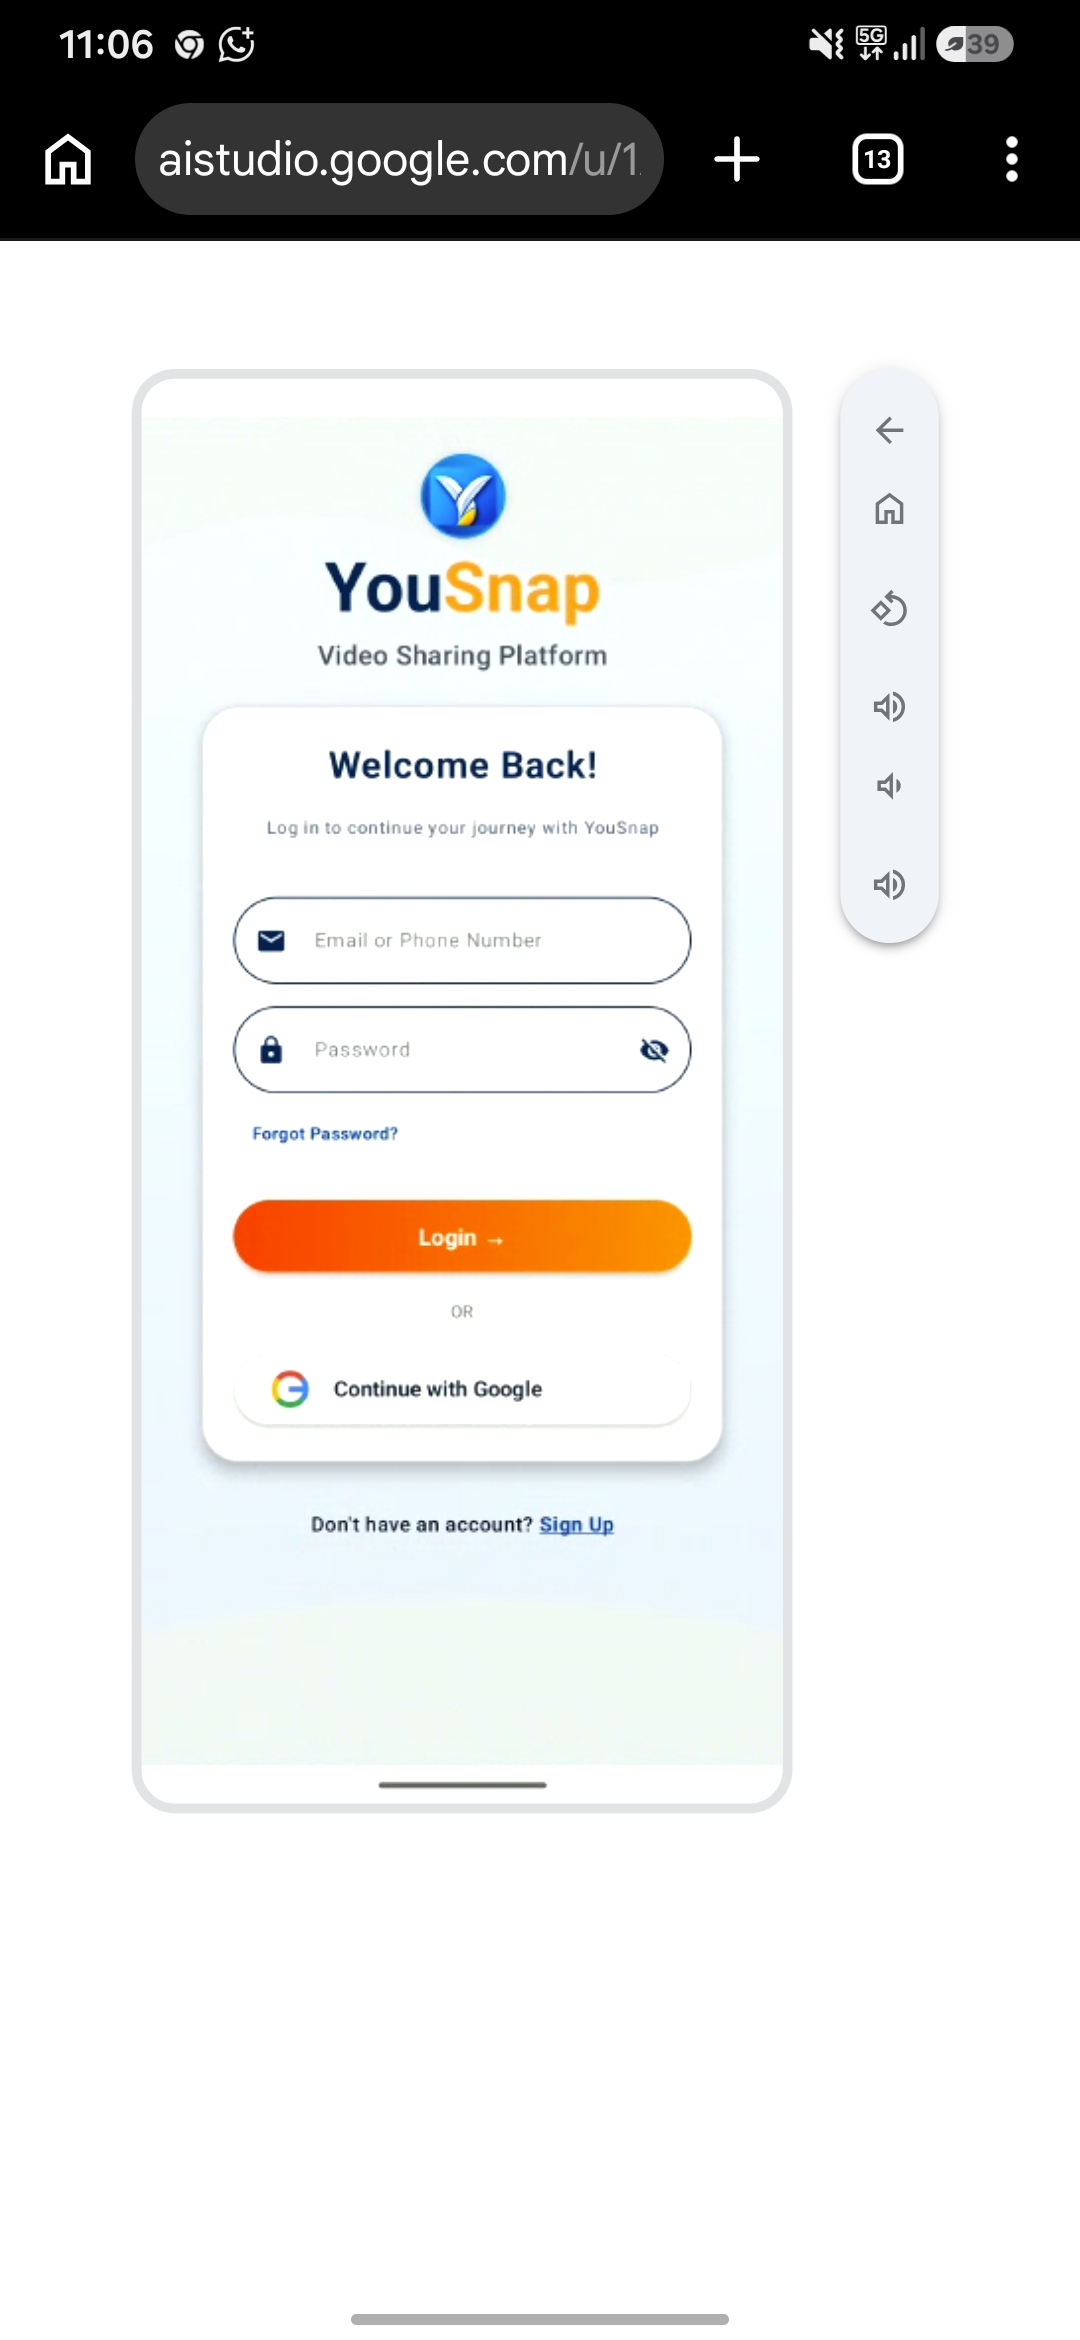 11:06
5G
39
aistudio.google.com/u/1
13
YouSnap
Video Sharing Platform
Welcome Back!
Log in to continue your journey with YouSnap
Email or Phone Number
Password
Forgot Password?
Login →
OR
Continue with Google
Don't have an account? Sign Up